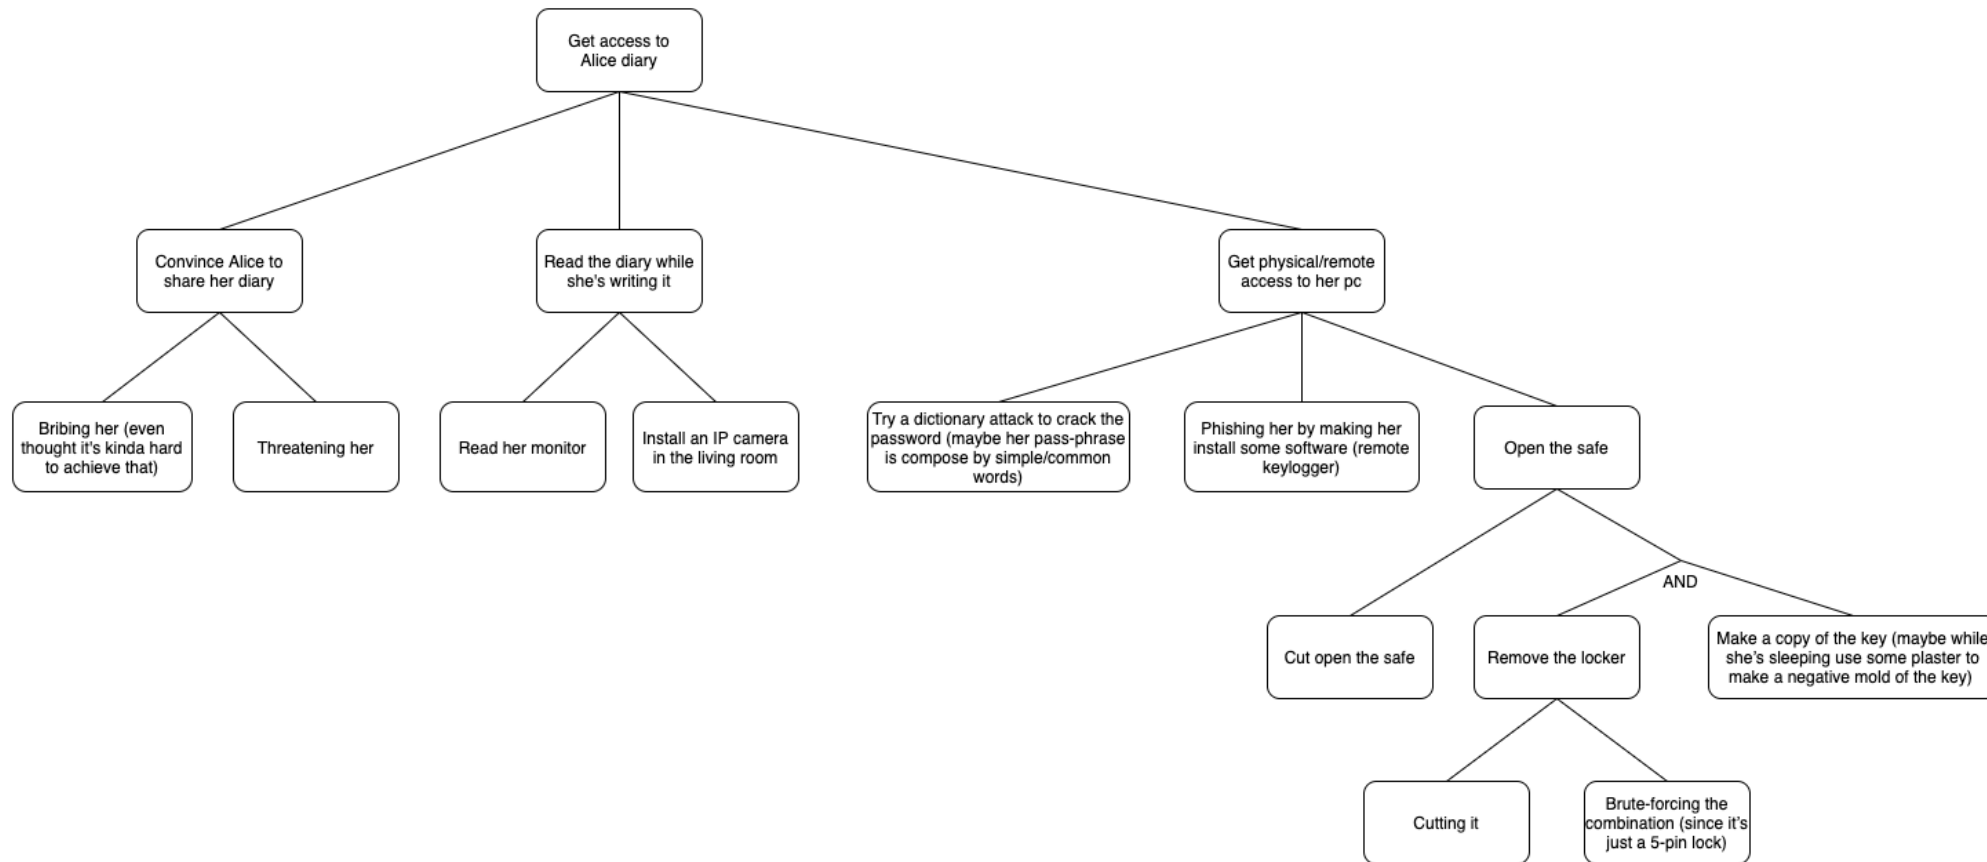 Get access to
Alice diary
Convince Alice to
share her diary
Read the diary while
she's writing it
Get physical/remote
access to her pc
Bribing her (even
thought it's kinda hard
to achieve that)
Threatening her
Read her monitor
Install an IP camera
in the living room
Try a dictionary attack to crack the
password (maybe her pass-phrase
is compose by simple/common
words)
Phishing her by making her
install some software (remote
keylogger)
Open the safe
AND
Cut open the safe
Remove the locker
Make a copy of the key (maybe while
she's sleeping use some plaster to
make a negative mold of the key)
Cutting it
Brute-forcing the
combination (since it's
just a 5-pin lock)